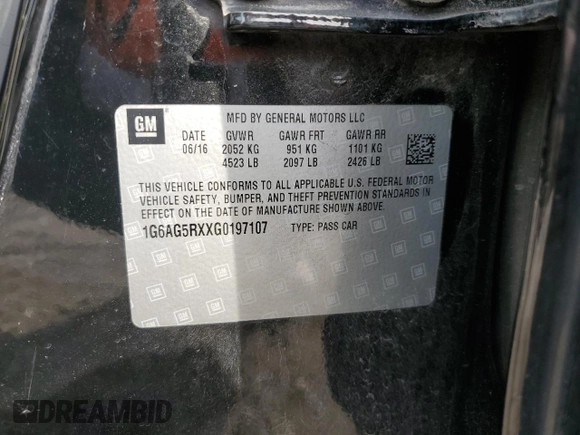 GM
MFD BY GENERAL MOTORS LLC
DATE GVWR GAWR FRT GAWR RR
06/16 2052 KG 951 KG 1101 KG
4523 LB 2097 LB 2426 LB
THIS VEHICLE CONFORMS TO ALL APPLICABLE U.S. FEDERAL MOTOR
VEHICLE SAFETY, BUMPER, AND THEFT PREVENTION STANDARDS IN
EFFECT ON THE DATE OF MANUFACTURE SHOWN ABOVE.
1G6AG5RXXG0197107 TYPE: PASS CAR
DREAMBID